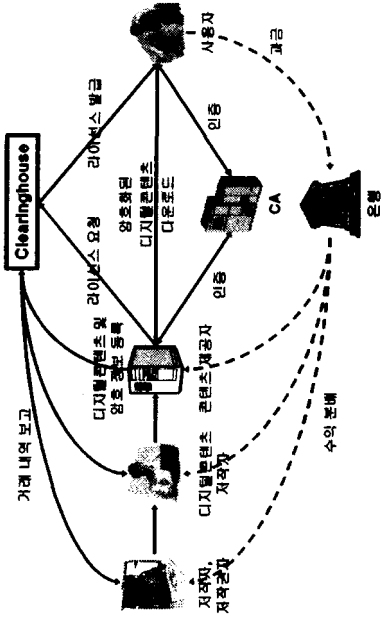 Clearinghouse
거래 내역 보고
디지털콘텐츠 및
암호 정보 등록
라이센스 요청
라이센스 발급
암호화된
디지털콘텐츠
다운로드
사용자
과금
인증
인증
CA
은행
콘텐츠 제공자
디지털콘텐츠
저작자
저작자,
저작권자
수익 분배